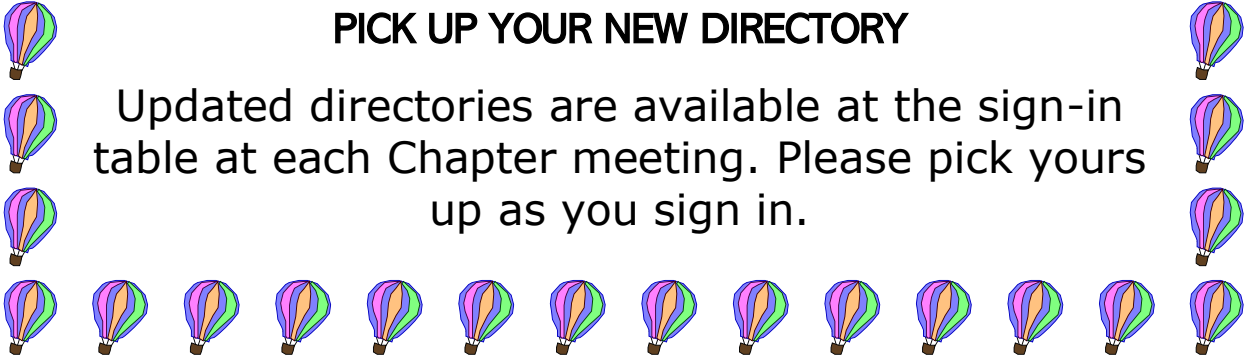 PICK UP YOUR NEW DIRECTORY
Updated directories are available at the sign-in
table at each Chapter meeting. Please pick yours
up as you sign in.